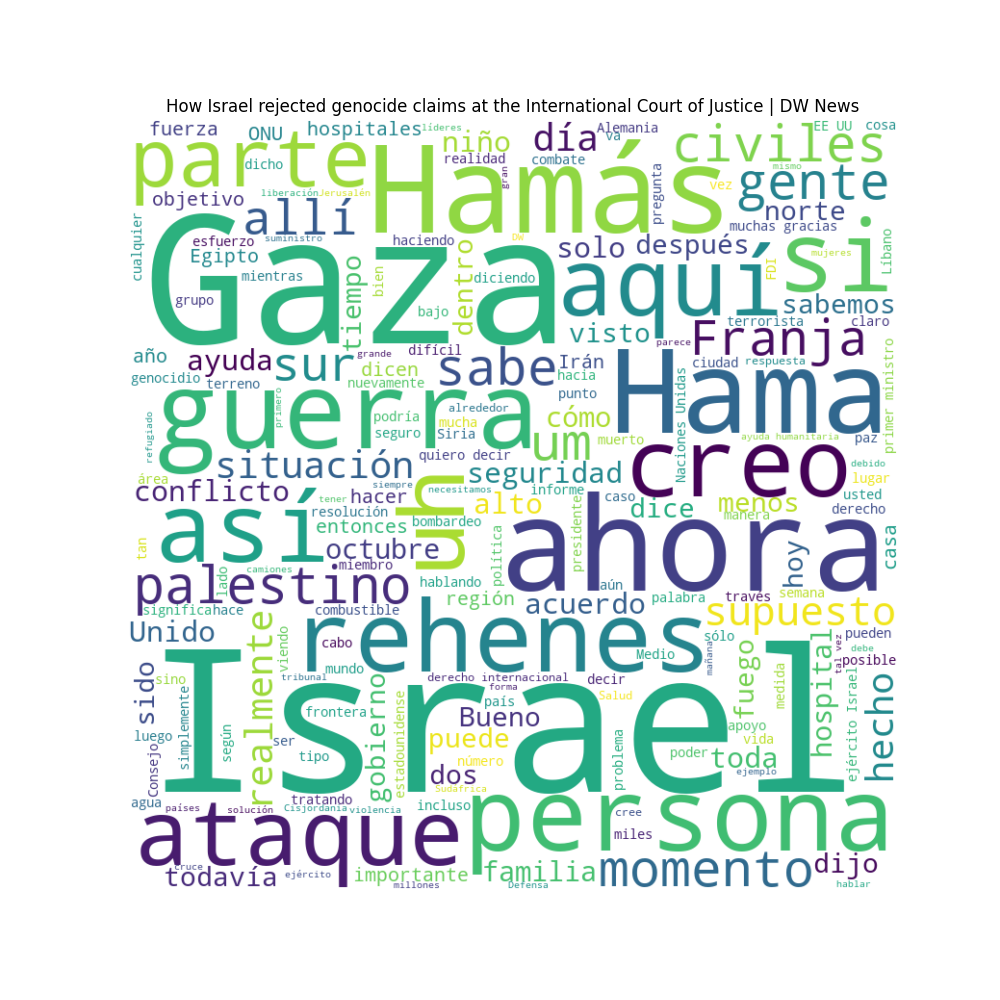 How Israel rejected genocide claims at the International Court of Justice | DW News
fuerza
ONU
hospitales
líderes
niño
día
Alemania
va
civiles
EE UU
cosa
parte
Hamás
dicho
realidad
gran
combate
pregunta
mismo
vez
gente
objetivo
liberación
Jerusalén
allí
norte
muchas gracias
cualquier
suministro
esfuerzo
Egipto
haciendo
DW
solo
después
FDI
si
mujeres
Líbano
Gaza
mientras
tiempo
bien
dentro
diciendo
aquí
sabemos
grupo
bajo
visto
parece
Franja
terrorista
claro
año
ayuda
sur
grande
difícil
sabe
Irán
hacia
ciudad
respuesta
primer ministro
genocidio
terreno
dicen
nuevamente
punto
Hama
guerra
primero
podría
alrededor
mucha
seguro
Siria
cómo
um
muerto
Naciones Unidas
ayuda humanitaria
paz
refugiado
quiero decir
creo
situación
seguridad
debido
área
siempre
necesitamos
informe
caso
lugar
conflicto
hacer
tener
uh
alto
dice
menos
usted
resolución
manera
derecho
así
entonces
bombardeo
presidente
ahora
tan
octubre
política
hoy
casa
camiones
miembro
palestino
lado
hablando
aún
región
acuerdo
palabra
través
semana
significa
hace
combustible
supuesto
Unido
rehenes
cabo
sólo
pueden
realmente
viendo
mundo
Medio
mañana
tal vez
debe
posible
sido
sino
tribunal
derecho internacional
decir
fuego
medida
hospital
forma
Israel
gobierno
estadounidense
país
Salud
hecho
ejército Israel
simplemente
frontera
Bueno
apoyo
luego
según
ser
puede
vida
Consejo
tipo
número
problema
poder
toda
dos
ejemplo
tratando
Sudáfrica
agua
países
solución
Cisjordania
violencia
incluso
persona
cree
miles
ataque
cruce
todavía
ejército
importante
millones
familia
Defensa
momento
dijo
hablar